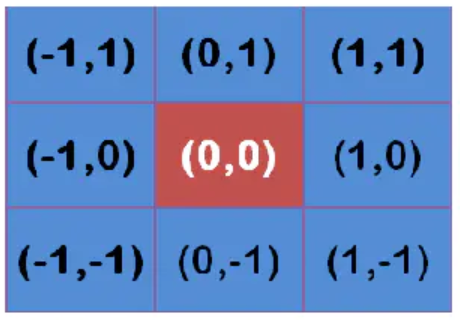 (-1,1) (0,1) (1,1)
(-1,0) (0,0) (1,0)
(-1,-1) (0,-1) (1,-1)